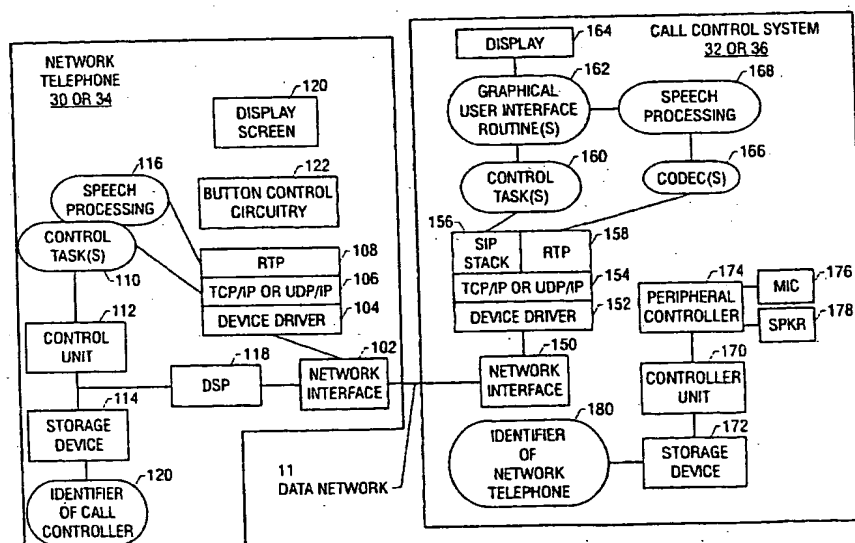 NETWORK
TELEPHONE
30 OR 34
120
DISPLAY
SCREEN
122
BUTTON CONTROL
CIRCUITRY
116
SPEECH
PROCESSING
CONTROL
TASK(S)
110
RTP
108
TCP/IP OR UDP/IP
106
DEVICE DRIVER
104
112
CONTROL
UNIT
118
DSP
102
NETWORK
INTERFACE
114
STORAGE
DEVICE
120
IDENTIFIER
OF CALL
CONTROLLER
11
DATA NETWORK
CALL CONTROL SYSTEM
32 OR 36
DISPLAY
164
162
GRAPHICAL
USER INTERFACE
ROUTINE(S)
168
SPEECH
PROCESSING
160
CONTROL
TASK(S)
166
CODEC(S)
156
SIP
STACK
RTP
158
TCP/IP OR UDP/IP
154
DEVICE DRIVER
152
174
PERIPHERAL
CONTROLLER
176
MIC
178
SPKR
150
NETWORK
INTERFACE
170
CONTROLLER
UNIT
180
IDENTIFIER
OF
NETWORK
TELEPHONE
172
STORAGE
DEVICE